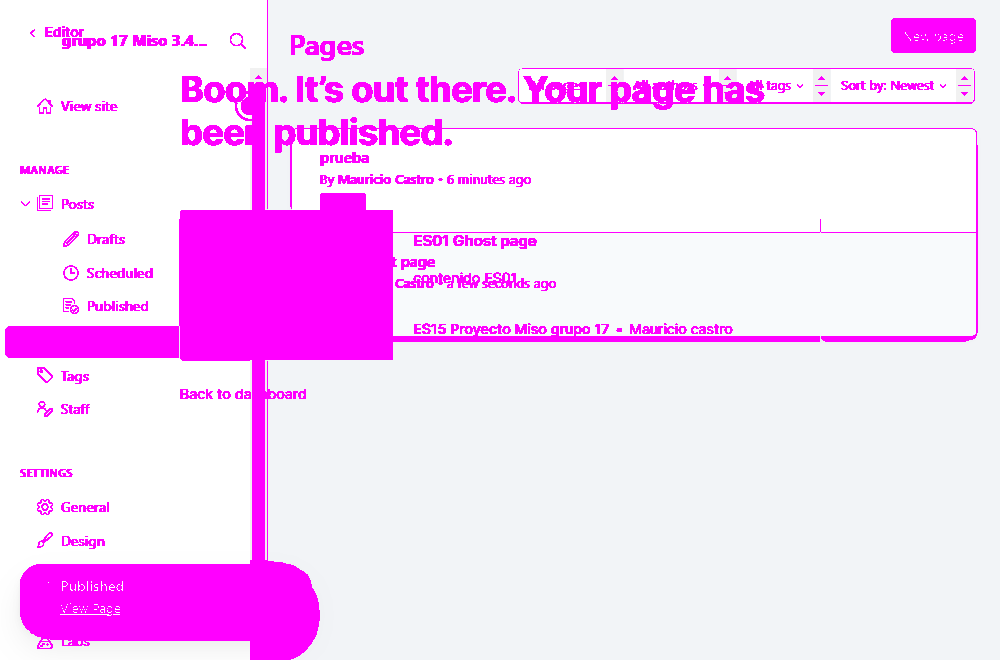 Editor
grupo 17 Miso 3.4...
Pages
New page
Boom. It's out there. Your page has
been published.
tags
Sort by: Newest
View site
prueba
By Mauricio Castro • 6 minutes ago
MANAGE
Posts
Drafts
ES01 Ghost page
t page
Scheduled
contenido ES01
Castro • a few seconds ago
Published
ES15 Proyecto Miso grupo 17 • Mauricio castro
Tags
Back to dashboard
Staff
SETTINGS
General
Design
Published
View Page
Labs